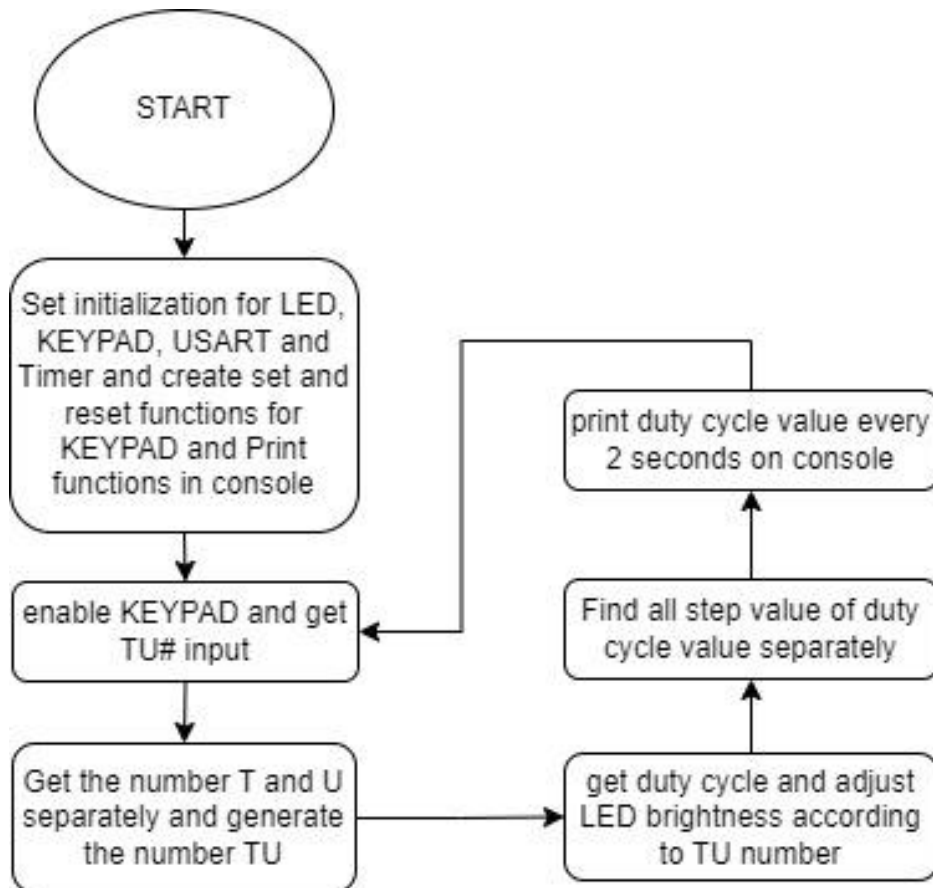 START
Set initialization for LED,
KEYPAD, USART and
Timer and create set and
reset functions for
KEYPAD and Print
functions in console
enable KEYPAD and get
TU# input
Get the number T and U
separately and generate
the number TU
get duty cycle and adjust
LED brightness according
to TU number
Find all step value of duty
cycle value separately
print duty cycle value every
2 seconds on console